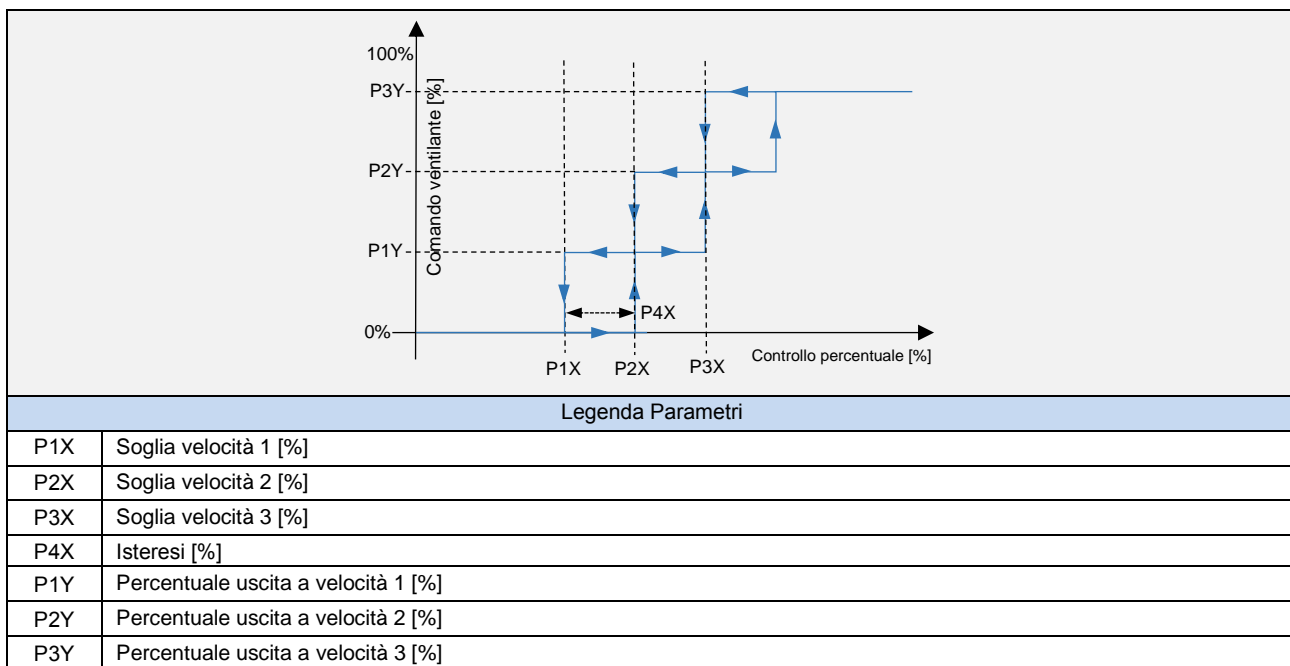 100%
P3Y
P2Y
P1Y
0%
Comando ventilante [%]
P4X
P1X P2X P3X
Controllo percentuale [%]
Legenda Parametri
P1X Soglia velocità 1 [%]
P2X Soglia velocità 2 [%]
P3X Soglia velocità 3 [%]
P4X Isteresi [%]
P1Y Percentuale uscita a velocità 1 [%]
P2Y Percentuale uscita a velocità 2 [%]
P3Y Percentuale uscita a velocità 3 [%]